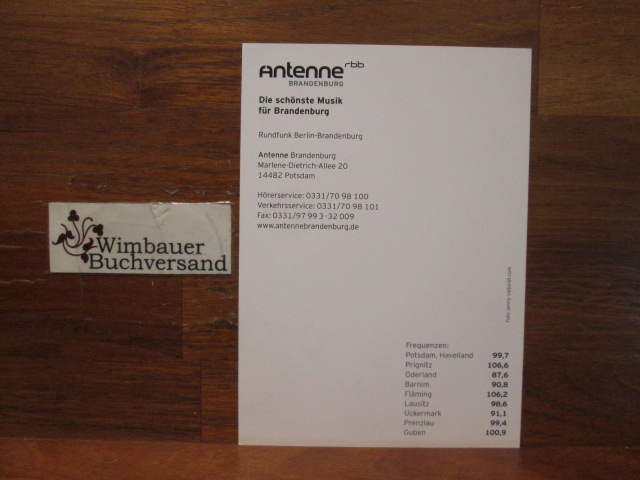 Antenne rbb
BRANDENBURG
Die schönste Musik
für Brandenburg
Rundfunk Berlin-Brandenburg
Antenne Brandenburg
Marlene-Dietrich-Allee 20
14482 Potsdam
Hörerservice: 0331/70 98 100
Verkehrsservice: 0331/70 98 101
Fax: 0331/97 99 3-32 009
www.antennebrandenburg.de
Wimbauer
Buchversand
Frequenzen:
Potsdam, Havelland 99,7
Prignitz 106,6
Oderland 87,6
Barnim 90,8
Fläming 106,2
Lausitz 98,6
Uckermark 91,1
Prenzlau 99,4
Guben 100,9